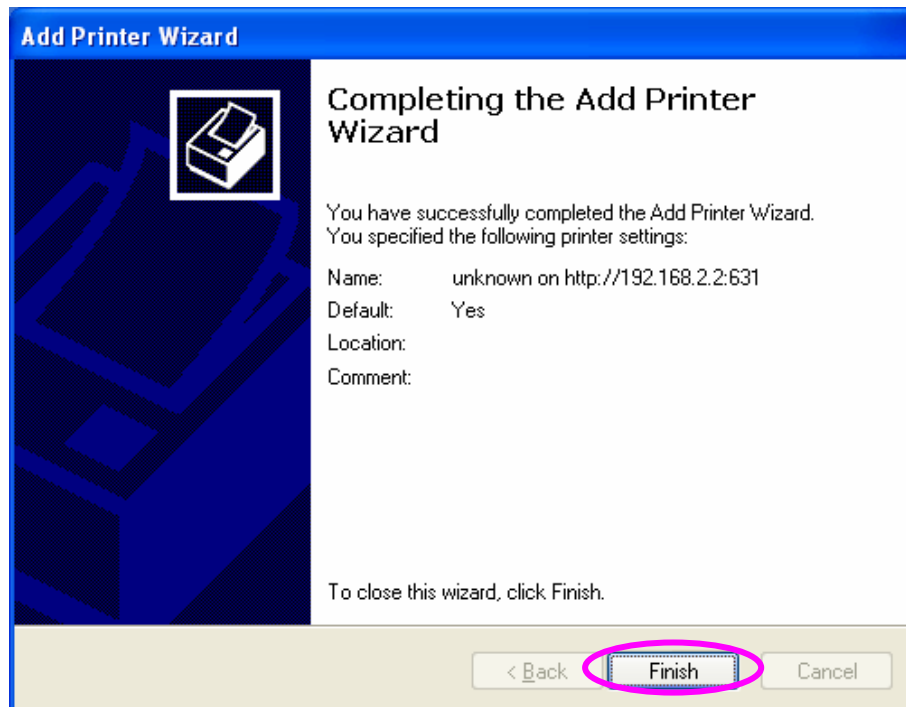 Add Printer Wizard
Completing the Add Printer
Wizard
You have successfully completed the Add Printer Wizard.
You specified the following printer settings:
Name: unknown on http://192.168.2.2:631
Default: Yes
Location:
Comment:
To close this wizard, click Finish.
< Back Finish Cancel